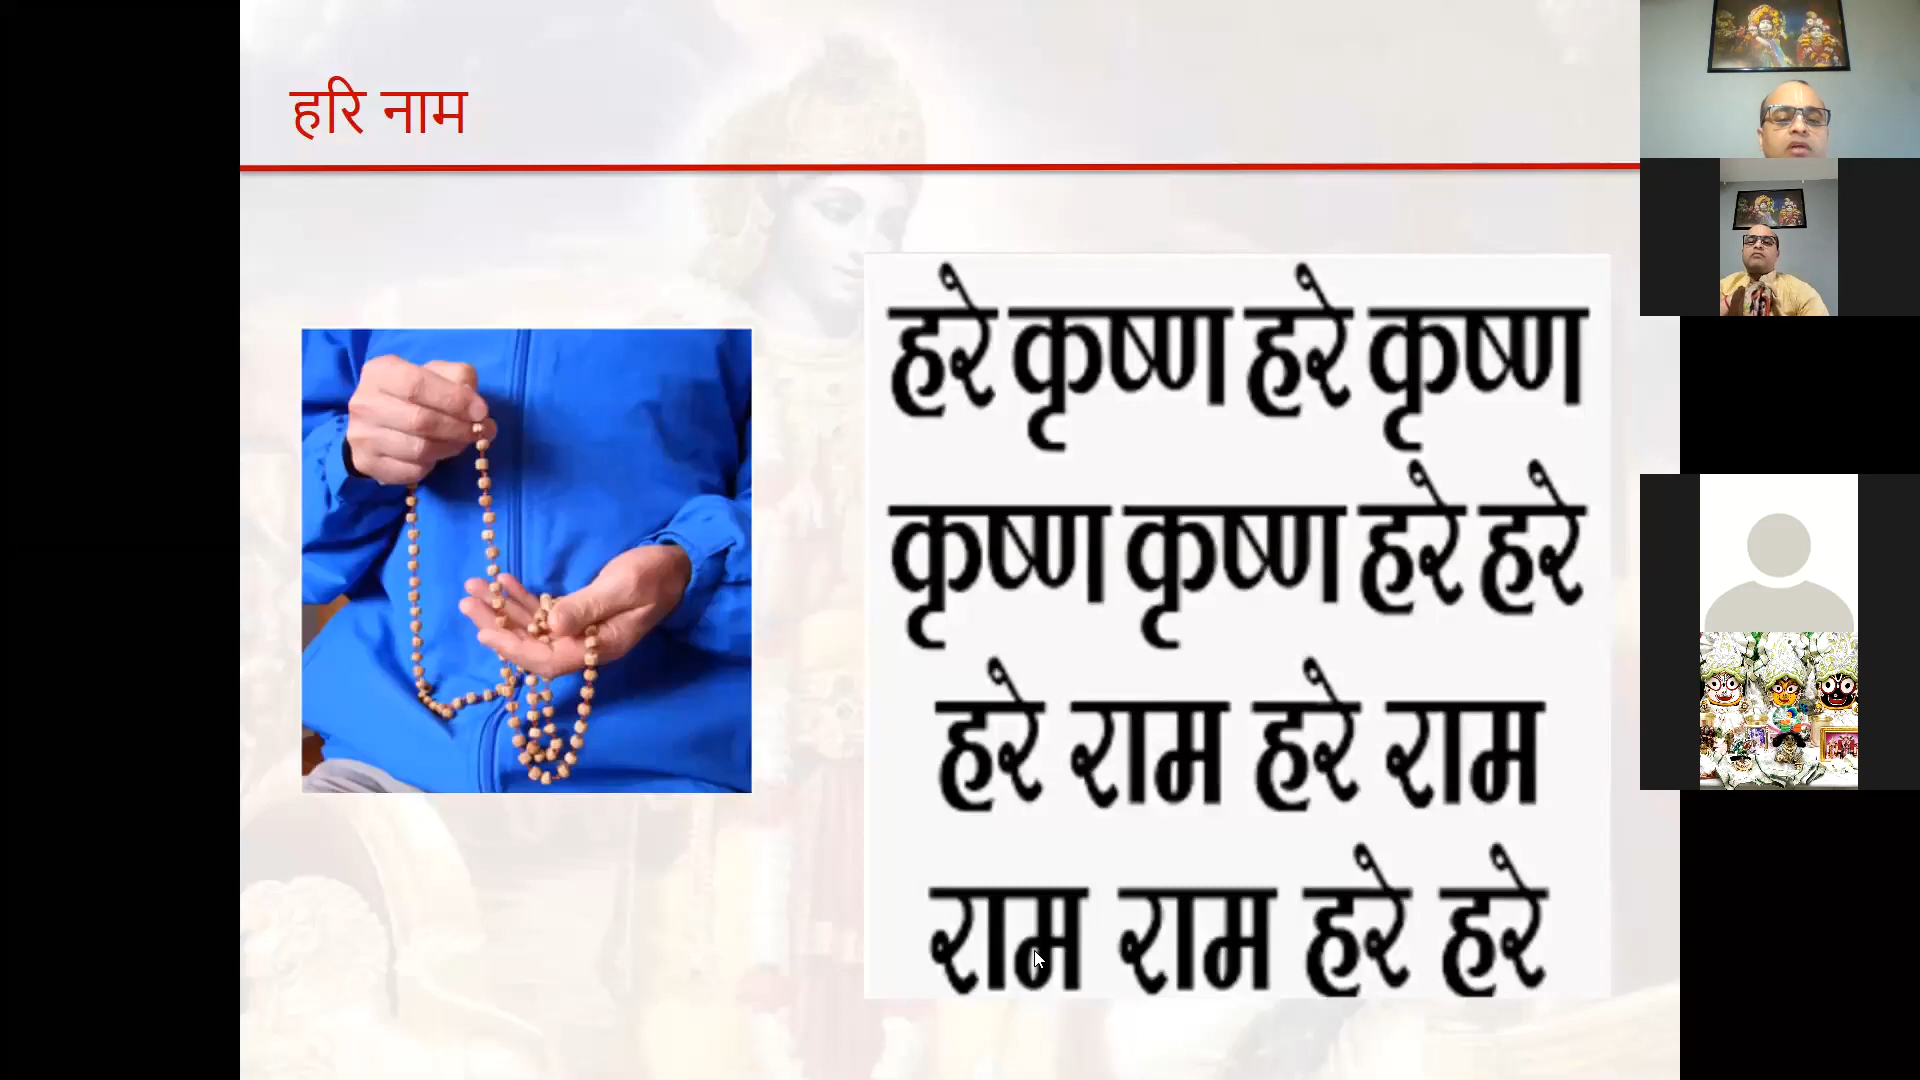 हरि नाम
हरे कृष्ण हरे कृष्ण
कृष्ण कृष्ण हरे हरे
हरे राम हरे राम
राम राम हरे हरे